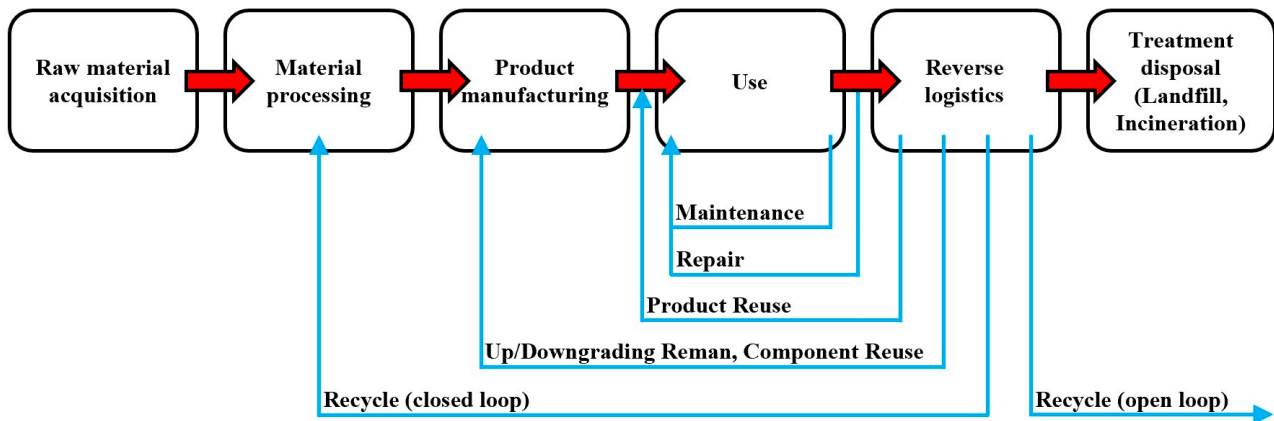 Raw material
acquisition
Material
processing
Product
manufacturing
Use
Reverse
logistics
Treatment
disposal
(Landfill,
Incineration)
Maintenance
Repair
Product Reuse
Up/Downgrading Reman, Component Reuse
Recycle (closed loop)
Recycle (open loop)